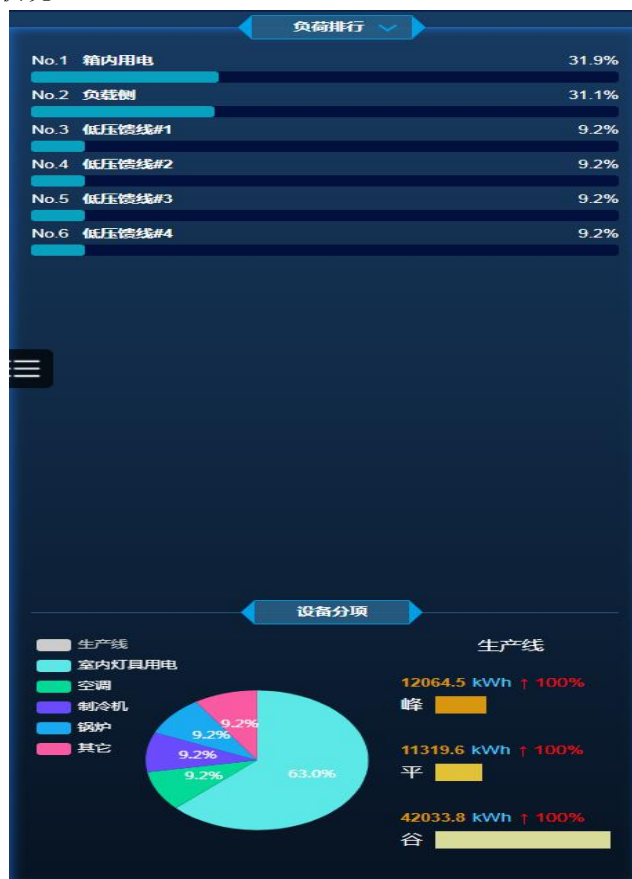 负荷排行
No.1 箱内用电 31.9%
No.2 负载侧 31.1%
No.3 低压馈线#1 9.2%
No.4 低压馈线#2 9.2%
No.5 低压馈线#3 9.2%
No.6 低压馈线#4 9.2%
设备分项
生产线
室内灯具用电
空调
制冷机
锅炉
其它
9.2%
9.2%
9.2%
9.2%
63.0%
生产线
12064.5 kWh ↑ 100%
峰
11319.6 kWh ↑ 100%
平
42033.8 kWh ↑ 100%
谷